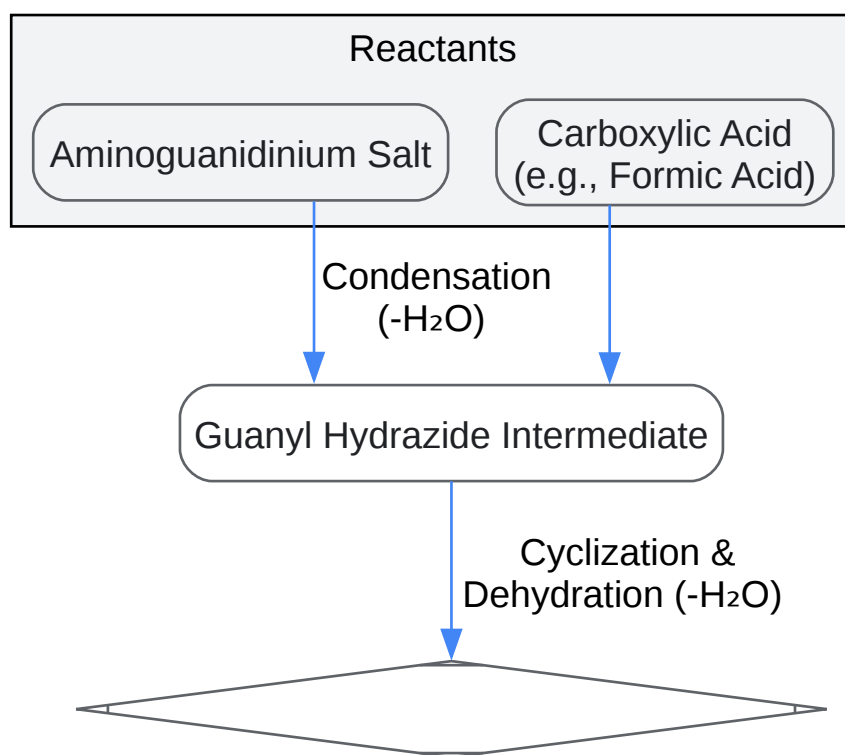 Reactants
Aminoguanidinium Salt
Carboxylic Acid
(e.g., Formic Acid)
Condensation
(-H₂O)
Guanyl Hydrazide Intermediate
Cyclization &
Dehydration (-H₂O)